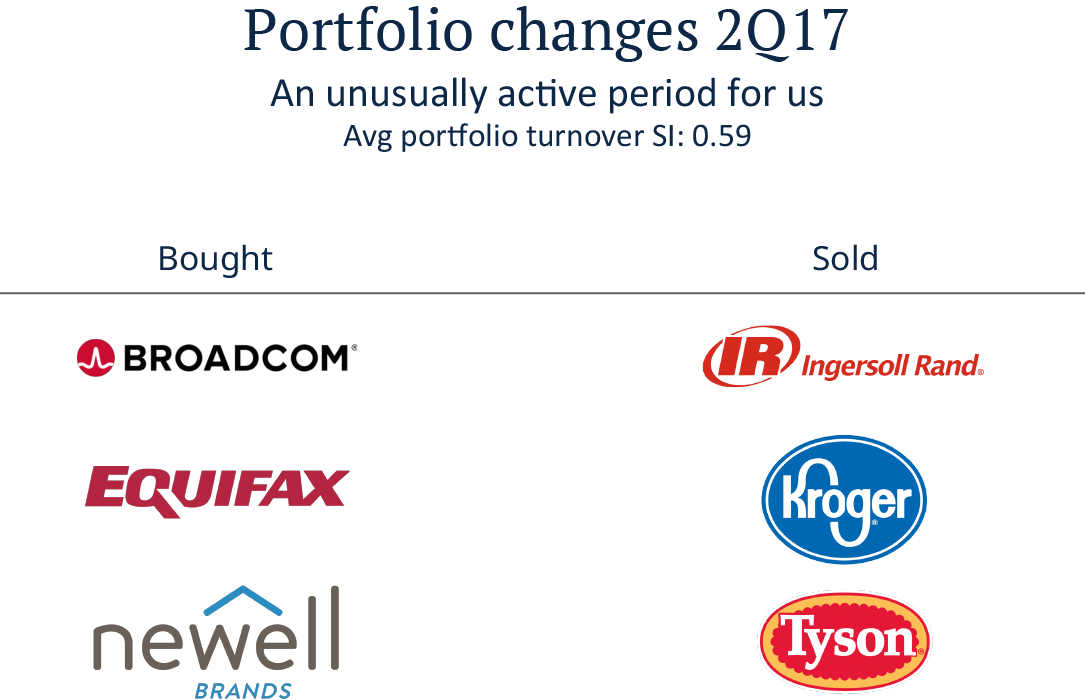 Portfolio changes 2Q17
An unusually active period for us
Avg portfolio turnover SI: 0.59
Bought Sold
BROADCOM® IR Ingersoll Rand®
EQUIFAX Kroger®
newell BRANDS Tyson®